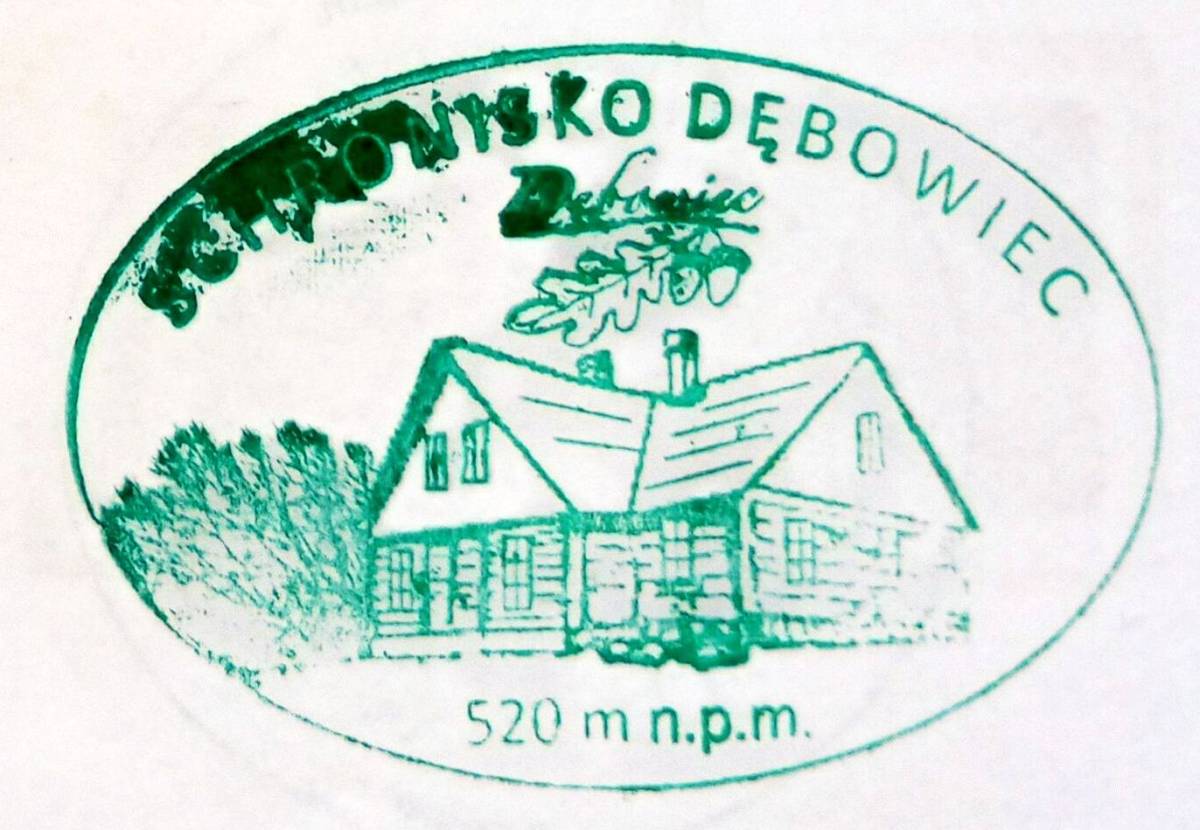 SCHRONISKO DĘBOWIEC
Dębowiec
520 m n.p.m.